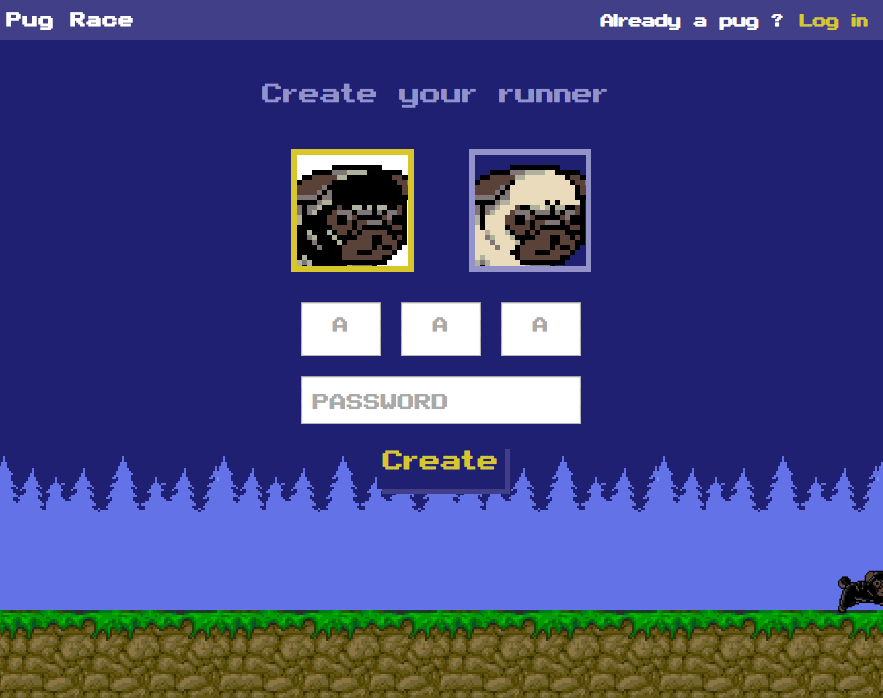 Pug Race
Already a pug ? Log in
Create your runner
A A A
PASSWORD
Create